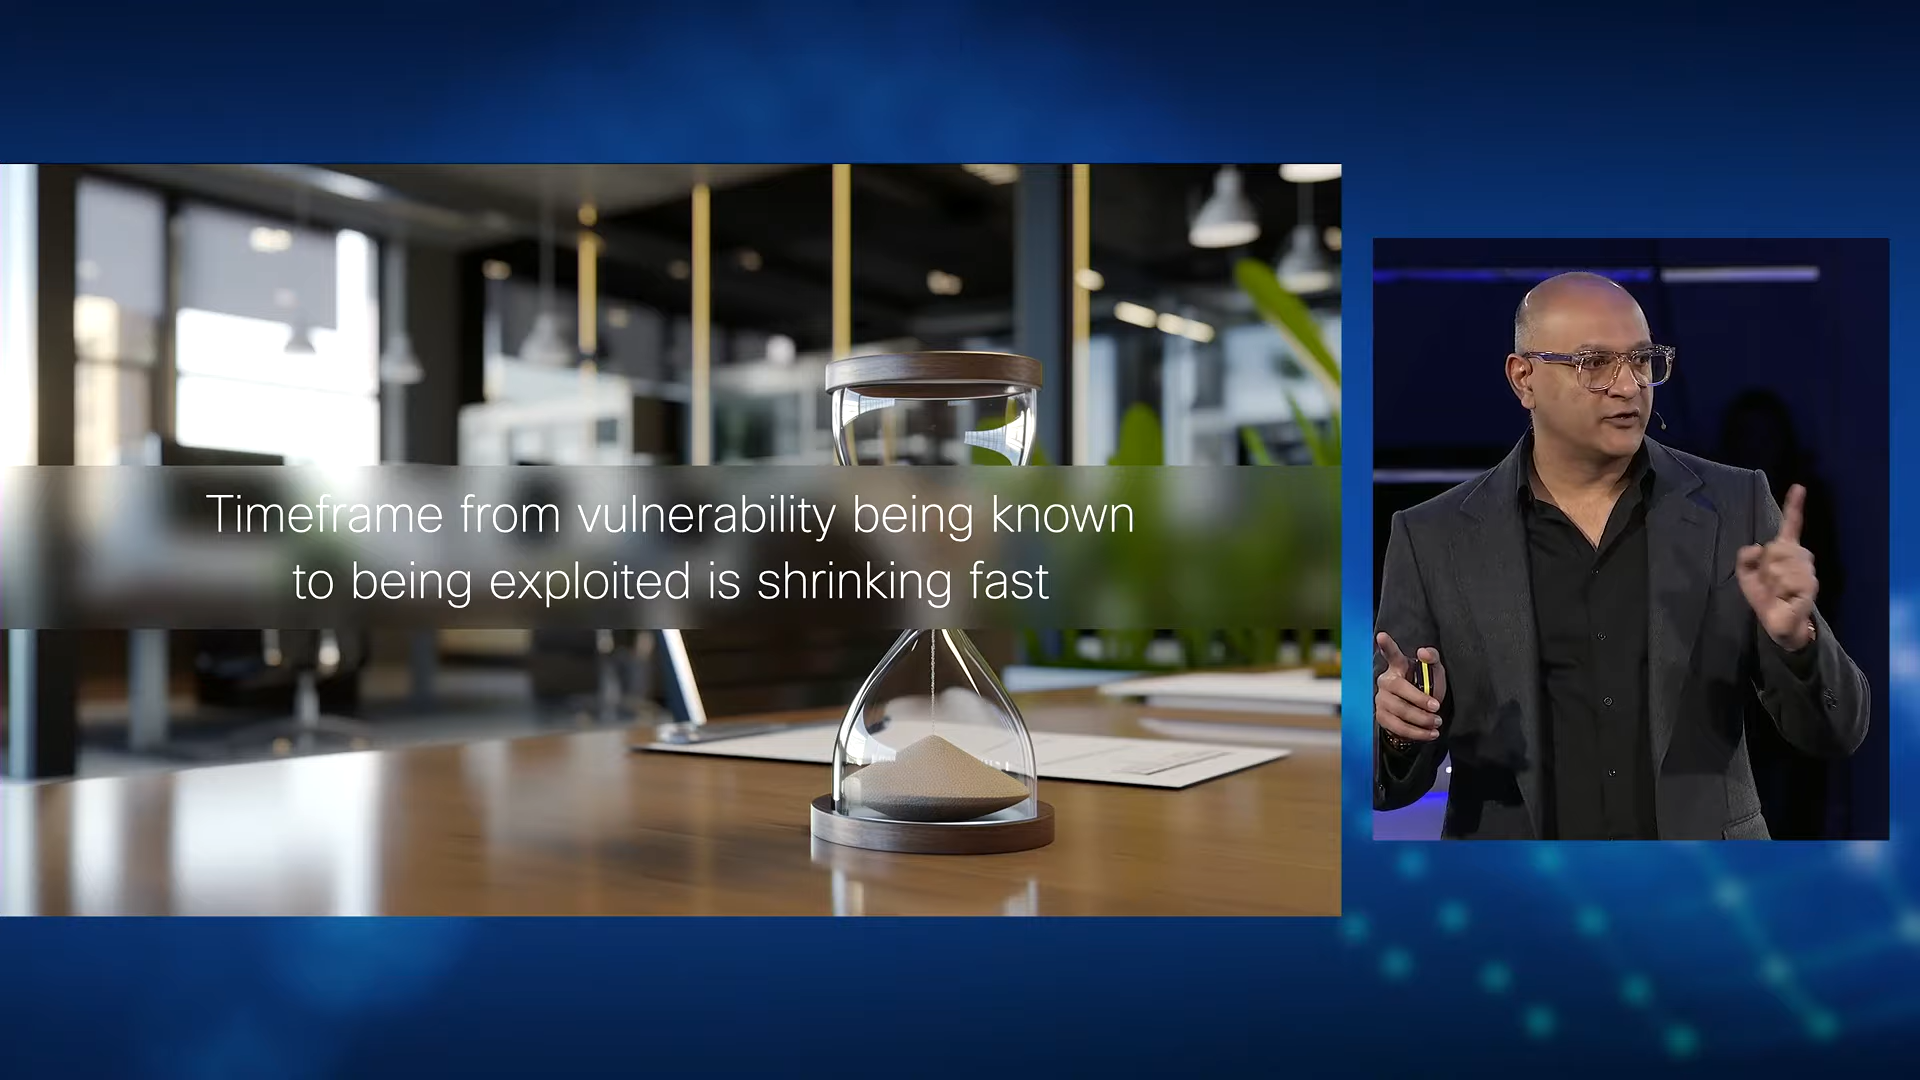 Timeframe from vulnerability being known
to being exploited is shrinking fast